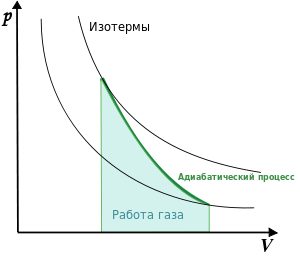 p
Изотермы
Адиабатический процесс
Работа газа
V